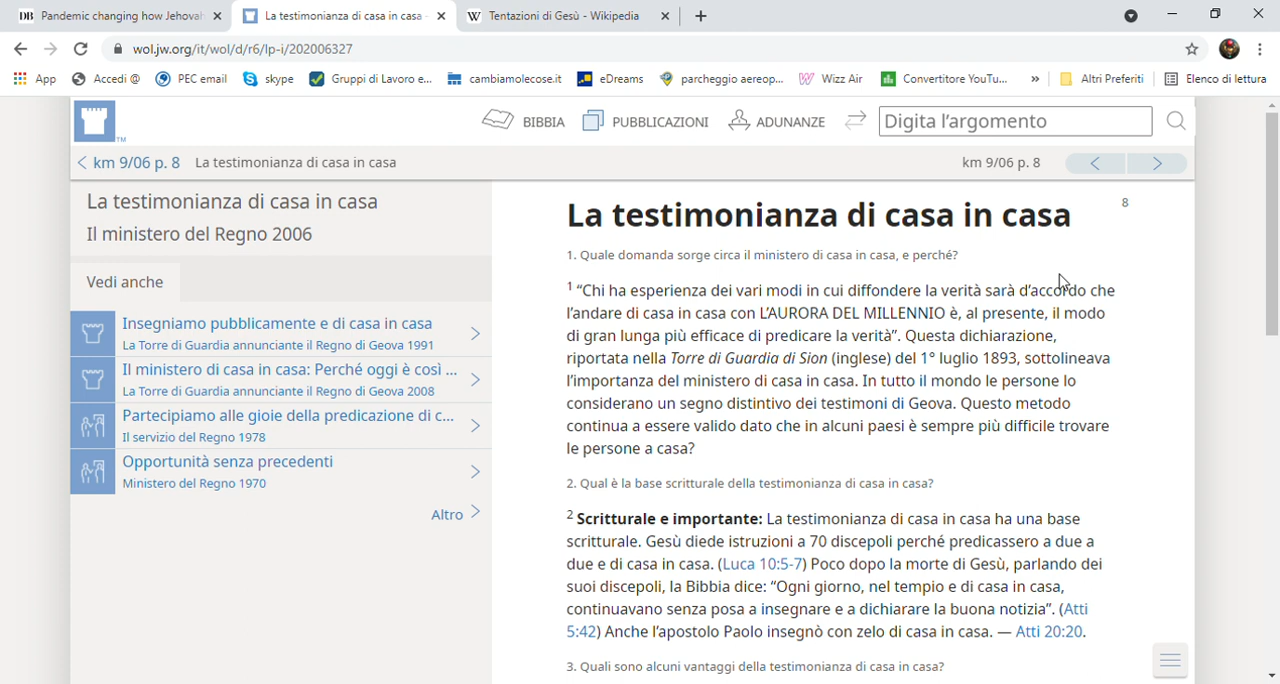 Pandemic changing how Jehovah
La testimonianza di casa in casa -
Tentazioni di Gesù - Wikipedia
wol.jw.org/it/wol/d/r6/lp-i/202006327
App
Accedi @
PEC email
skype
Gruppi di Lavoro e...
cambiamolecose.it
eDreams
parcheggio aereop...
Wizz Air
Convertitore YouTu...
»
Altri Preferiti
Elenco di lettura
TM
BIBBIA
PUBBLICAZIONI
ADUNANZE
Digita l'argomento
km 9/06 p. 8
La testimonianza di casa in casa
km 9/06 p. 8
La testimonianza di casa in casa
Il ministero del Regno 2006
Vedi anche
Insegniamo pubblicamente e di casa in casa
La Torre di Guardia annunciante il Regno di Geova 1991
Il ministero di casa in casa: Perché oggi è così ...
La Torre di Guardia annunciante il Regno di Geova 2008
Partecipiamo alle gioie della predicazione di c...
Il servizio del Regno 1978
Opportunità senza precedenti
Ministero del Regno 1970
Altro
La testimonianza di casa in casa
8
1. Quale domanda sorge circa il ministero di casa in casa, e perché?
1 “Chi ha esperienza dei vari modi in cui diffondere la verità sarà d'accordo che
l'andare di casa in casa con L'AURORA DEL MILLENNIO è, al presente, il modo
di gran lunga più efficace di predicare la verità”. Questa dichiarazione,
riportata nella Torre di Guardia di Sion (inglese) del 1° luglio 1893, sottolineava
l'importanza del ministero di casa in casa. In tutto il mondo le persone lo
considerano un segno distintivo dei testimoni di Geova. Questo metodo
continua a essere valido dato che in alcuni paesi è sempre più difficile trovare
le persone a casa?
2. Qual è la base scritturale della testimonianza di casa in casa?
2 Scritturale e importante: La testimonianza di casa in casa ha una base
scritturale. Gesù diede istruzioni a 70 discepoli perché predicassero a due a
due e di casa in casa. (Luca 10:5-7) Poco dopo la morte di Gesù, parlando dei
suoi discepoli, la Bibbia dice: “Ogni giorno, nel tempio e di casa in casa,
continuavano senza posa a insegnare e a dichiarare la buona notizia”. (Atti
5:42) Anche l'apostolo Paolo insegnò con zelo di casa in casa. — Atti 20:20.
3. Quali sono alcuni vantaggi della testimonianza di casa in casa?